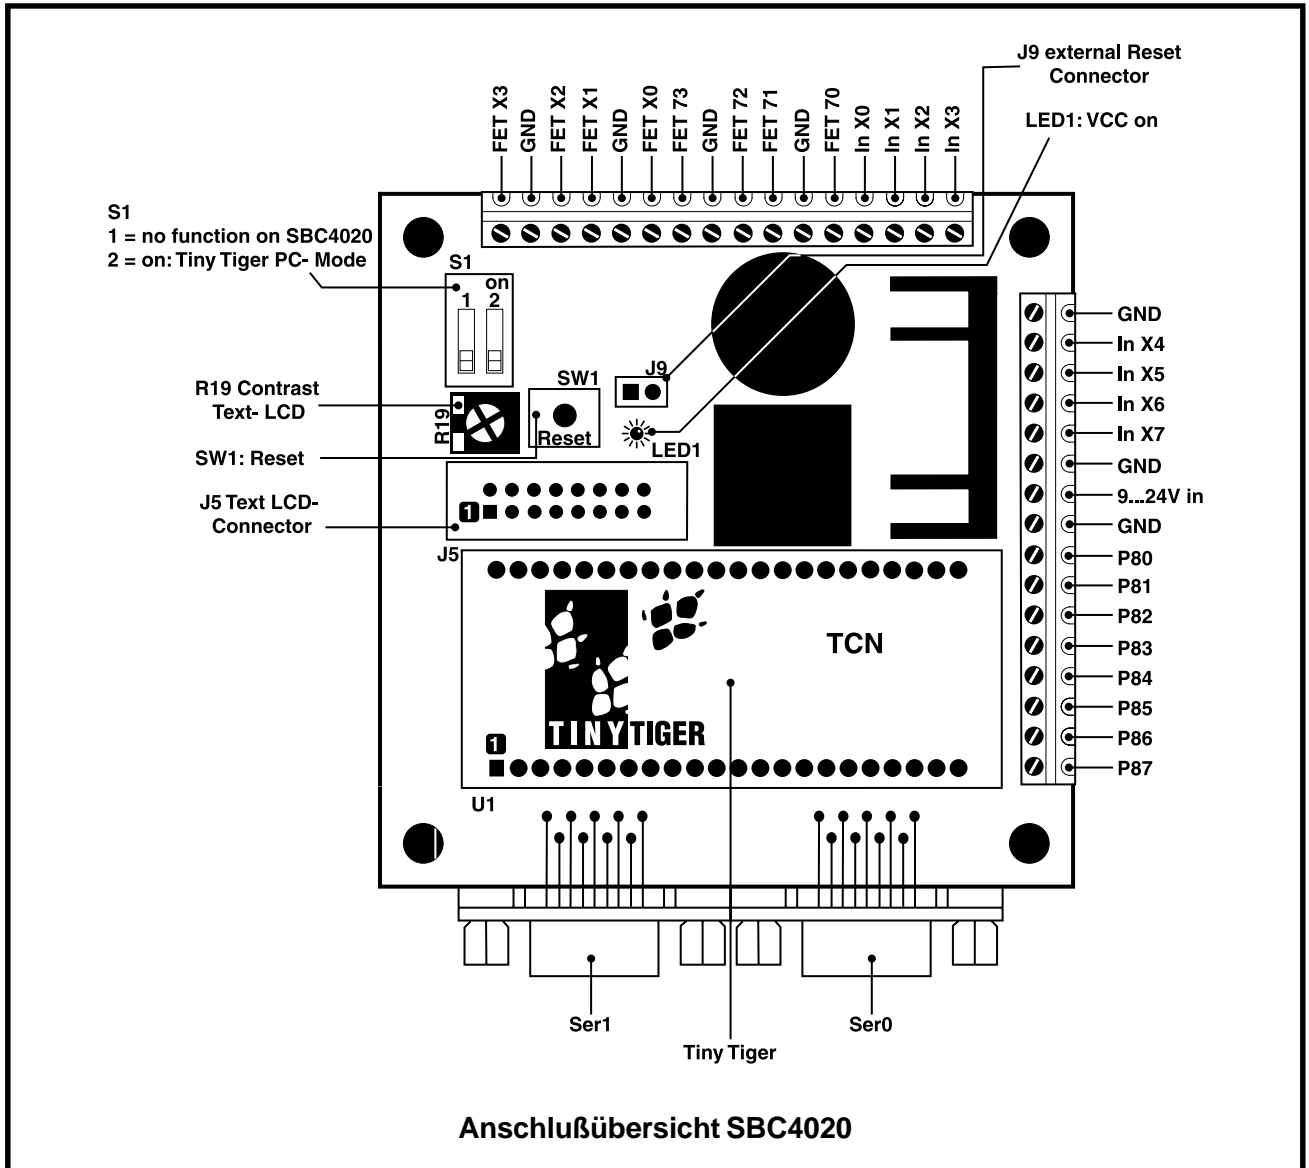 J9 external Reset
Connector
LED1: VCC on
FET X3
GND
FET X2
FET X1
GND
FET X0
FET 73
GND
FET 72
FET 71
GND
FET 70
In X0
In X1
In X2
In X3
S1
1 = no function on SBC4020
2 = on: Tiny Tiger PC- Mode
S1
on
1 2
R19 Contrast
Text- LCD
R19
SW1
Reset
J9
LED1
SW1: Reset
J5 Text LCD-
Connector
1
J5
GND
In X4
In X5
In X6
In X7
GND
9...24V in
GND
P80
P81
P82
P83
P84
P85
P86
P87
TCN
TINY TIGER
1
U1
Ser1
Ser0
Tiny Tiger
Anschlußübersicht SBC4020